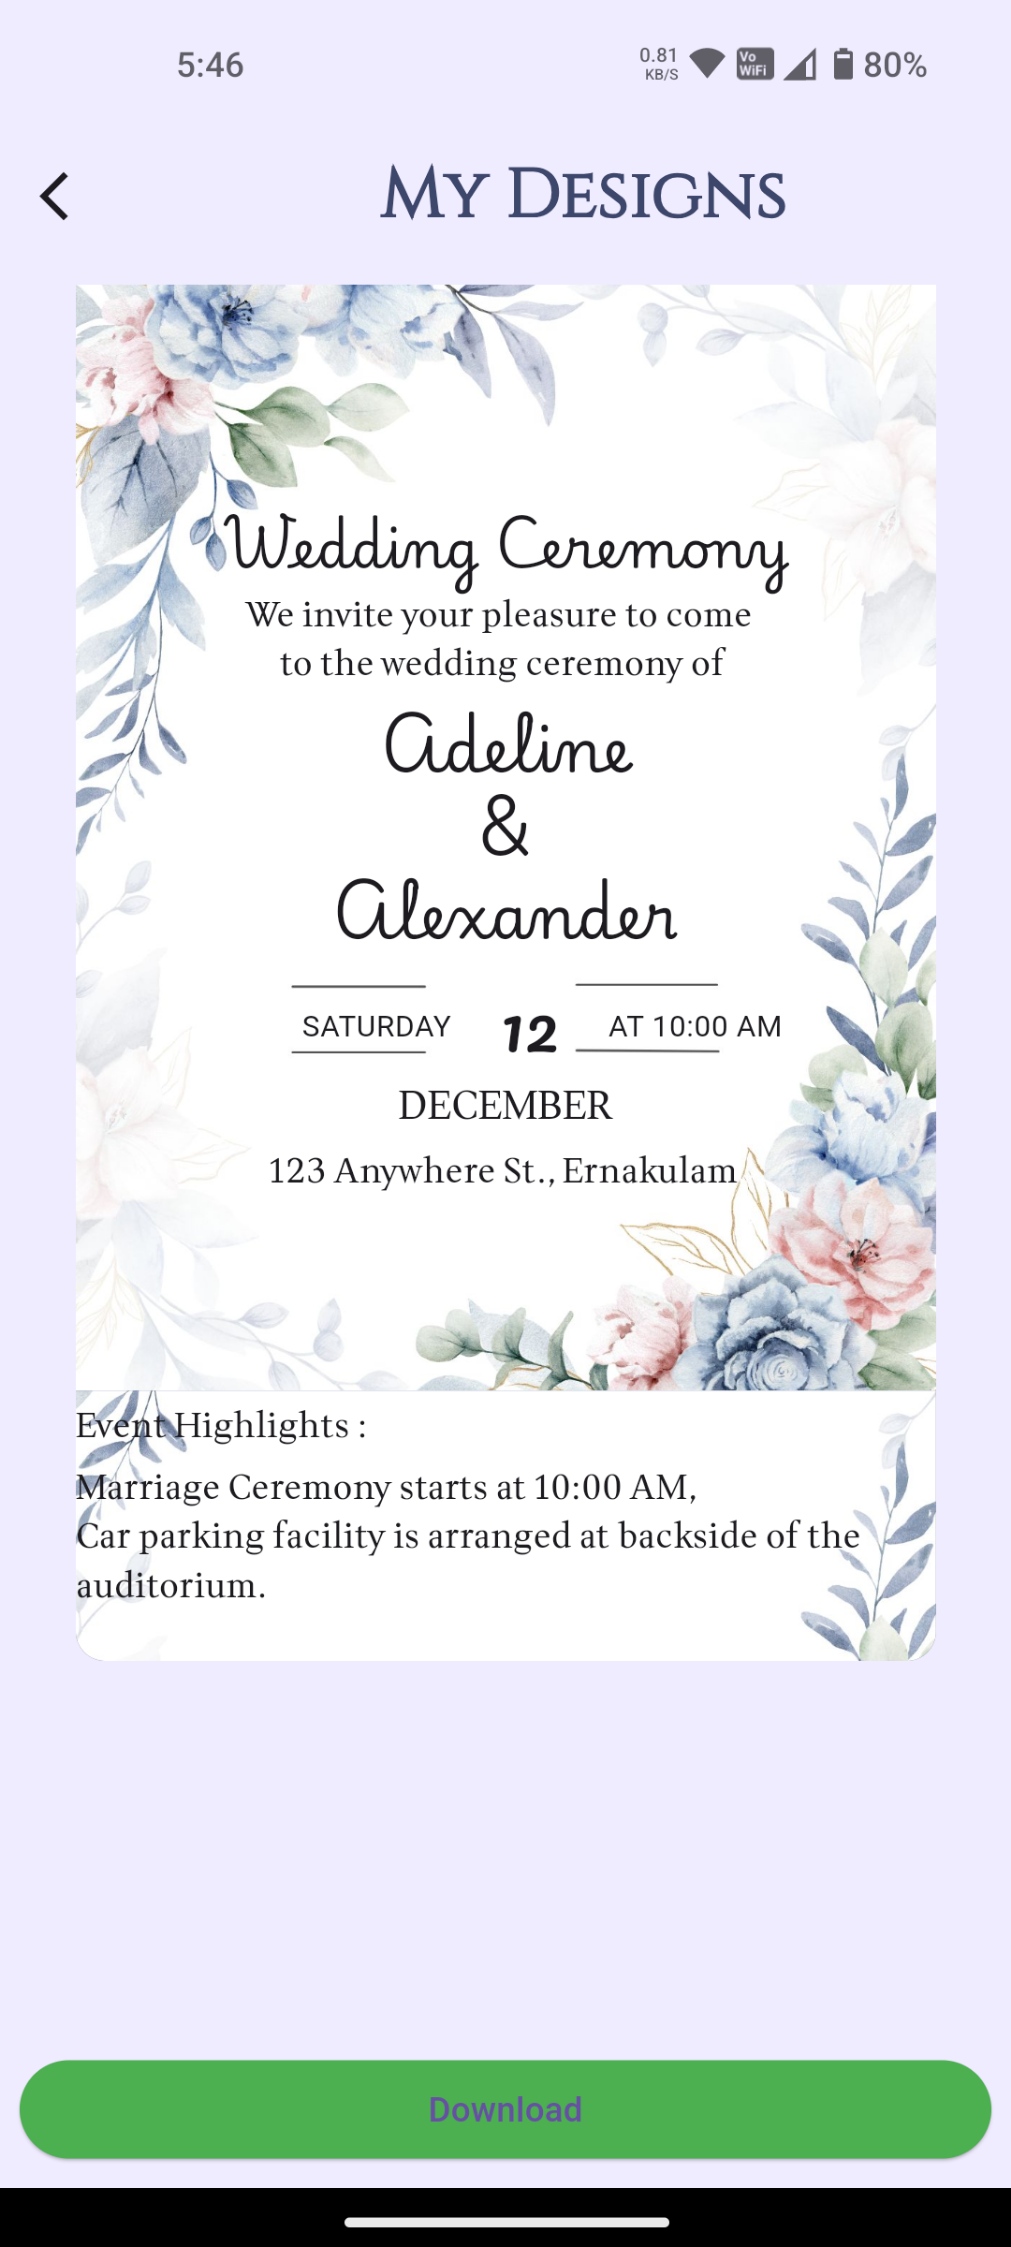 5:46
0.81
KB/S
Vo
WiFi
80%
My Designs
Wedding Ceremony
We invite your pleasure to come
to the wedding ceremony of
Adeline
&
Alexander
SATURDAY 12 AT 10:00 AM
DECEMBER
123 Anywhere St., Ernakulam
Event Highlights :
Marriage Ceremony starts at 10:00 AM,
Car parking facility is arranged at backside of the
auditorium.
Download